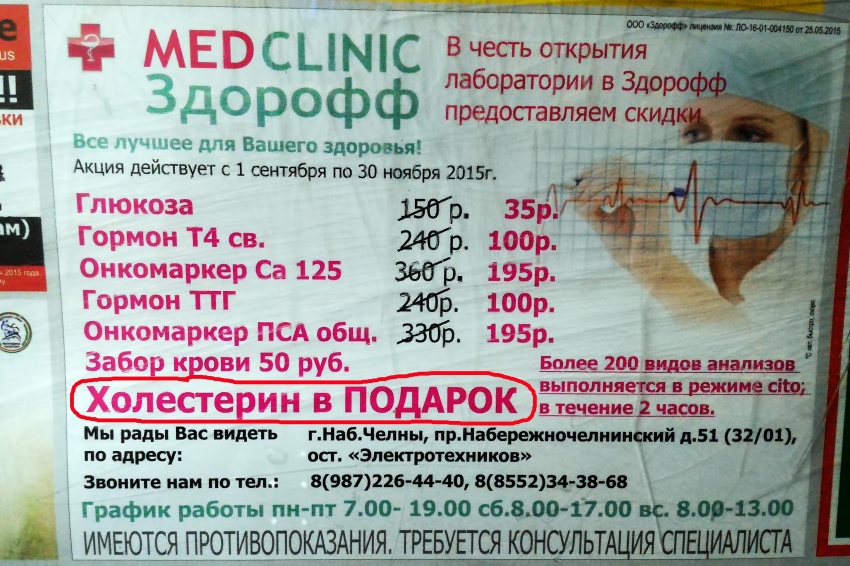 ООО «Здорофф» лицензия №: ЛО-16-01-004150 от 25.05.2015
MED CLINIC
Здорофф
В честь открытия
лаборатории в Здорофф
предоставляем скидки
Все лучшее для Вашего здоровья!
Акция действует с 1 сентября по 30 ноября 2015г.
Глюкоза 150 р. 35р.
Гормон Т4 св. 240 р. 100р.
Онкомаркер Са 125 360 р. 195р.
Гормон ТТГ 240р. 100р.
Онкомаркер ПСА общ. 330р. 195р.
Забор крови 50 руб.
Холестерин в ПОДАРОК
Более 200 видов анализов
выполняется в режиме cito;
в течение 2 часов.
Мы рады Вас видеть
по адресу:
г.Наб.Челны, пр.Набережночелнинский д.51 (32/01),
ост. «Электротехников»
Звоните нам по тел.: 8(987)226-44-40, 8(8552)34-38-68
График работы пн-пт 7.00- 19.00 сб.8.00-17.00 вс. 8.00-13.00
ИМЕЮТСЯ ПРОТИВОПОКАЗАНИЯ. ТРЕБУЕТСЯ КОНСУЛЬТАЦИЯ СПЕЦИАЛИСТА